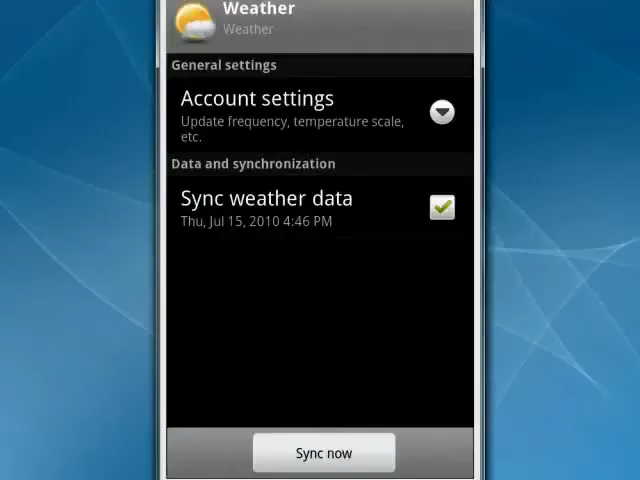 Weather
Weather
General settings
Account settings
Update frequency, temperature scale,
etc.
Data and synchronization
Sync weather data
Thu, Jul 15, 2010 4:46 PM
Sync now